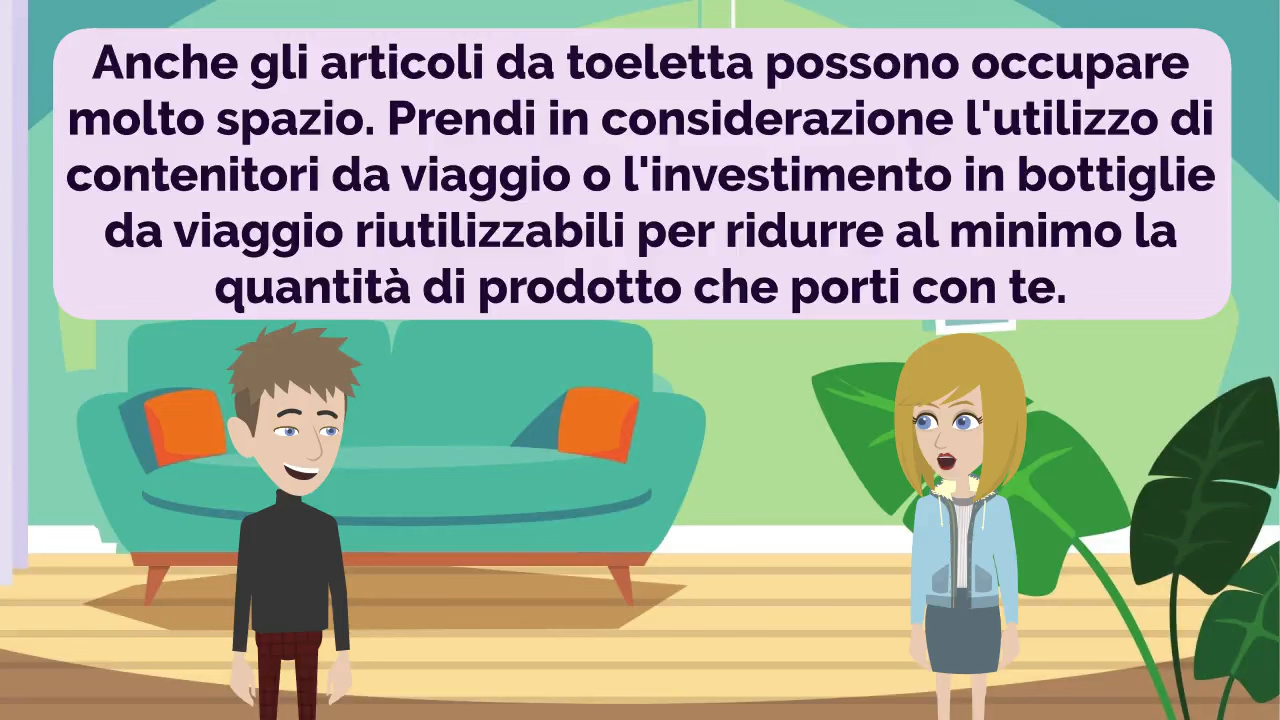 Anche gli articoli da toeletta possono occupare
molto spazio. Prendi in considerazione l'utilizzo di
contenitori da viaggio o l'investimento in bottiglie
da viaggio riutilizzabili per ridurre al minimo la
quantità di prodotto che porti con te.